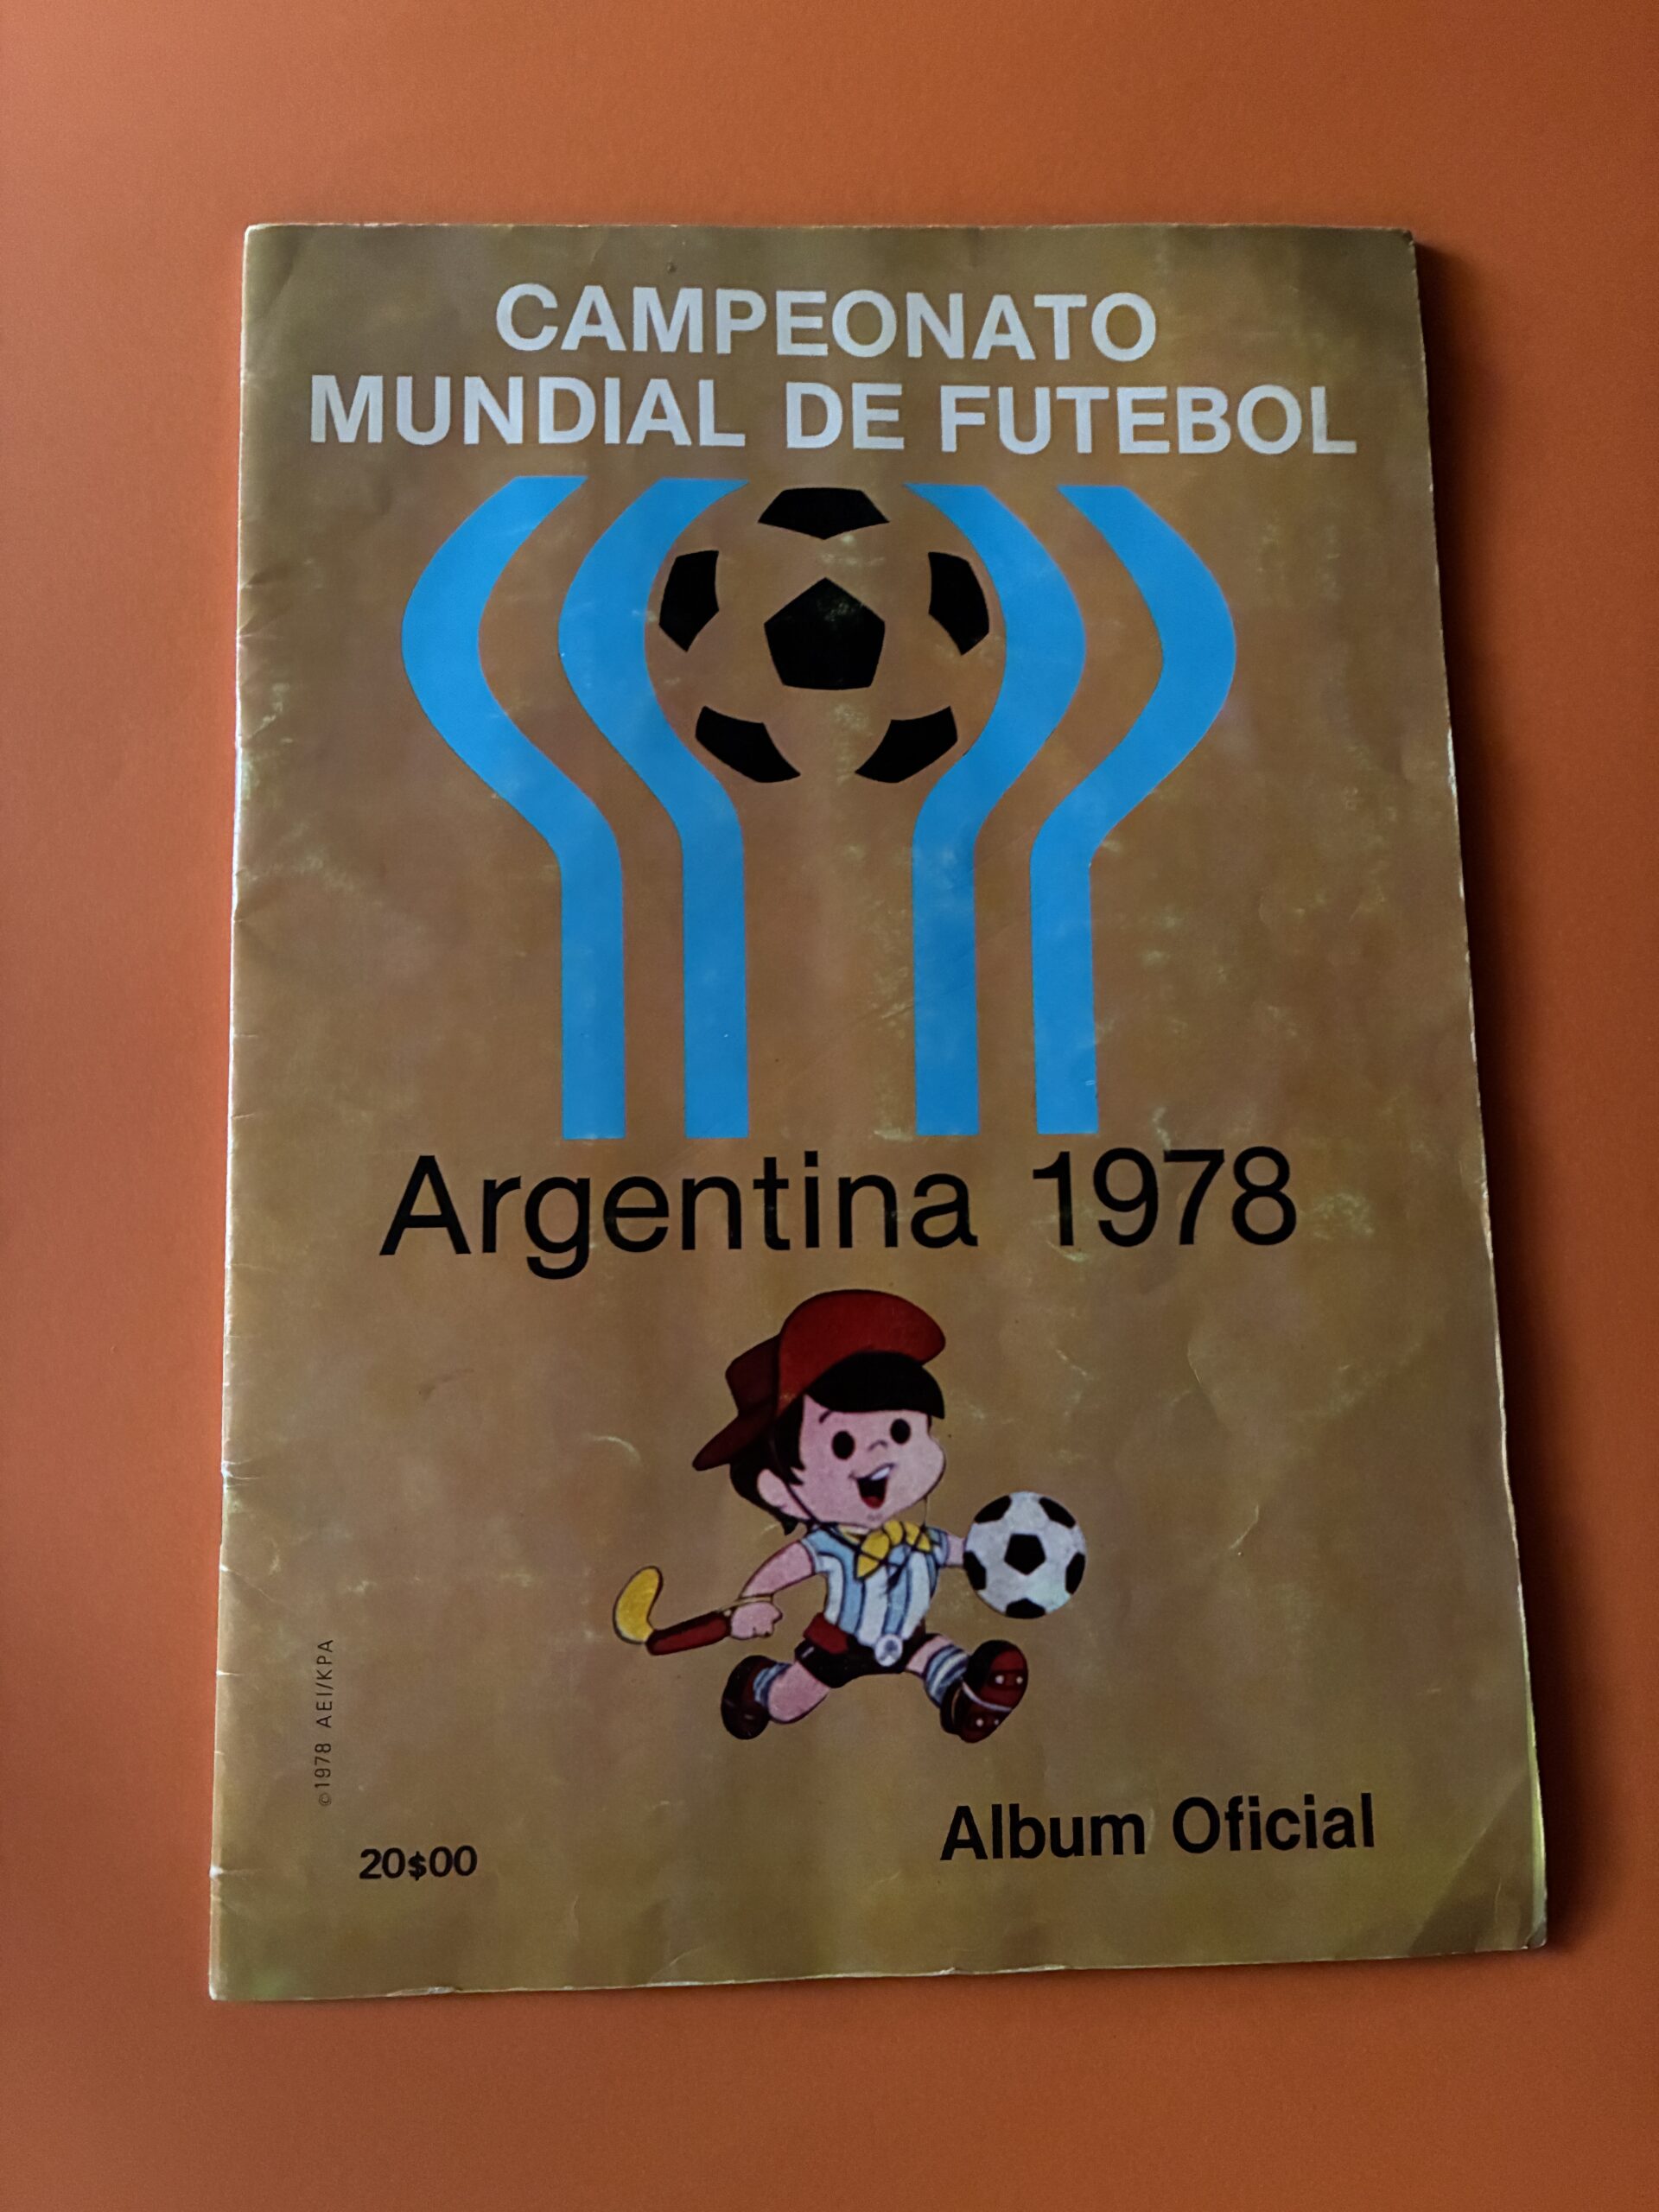 CAMPEONATO
MUNDIAL DE FUTEBOL
Argentina 1978
©1978 AEI/KPA
Album Oficial
20$00